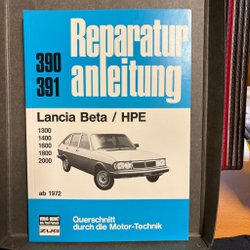 390
391
Reparatur
anleitung
Lancia Beta / HPE
1300
1400
1600
1800
2000
ab 1972
ZUG
Querschnitt
durch die Motor-Technik